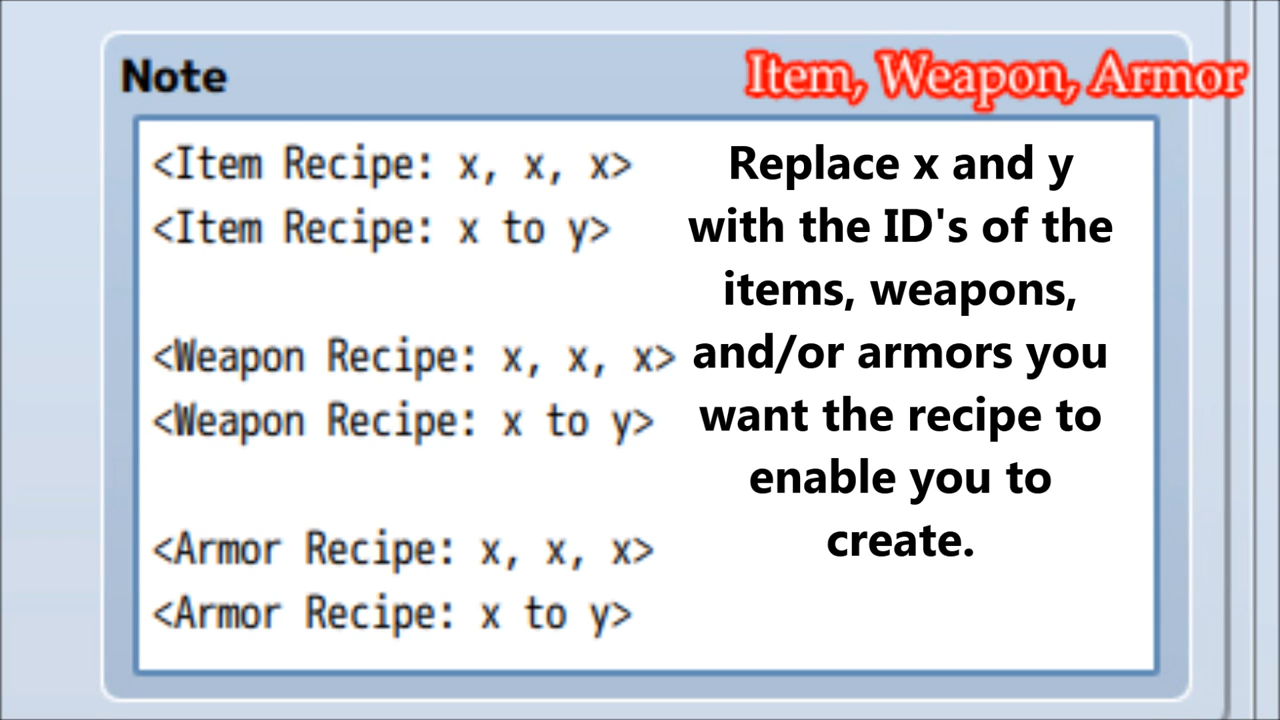 Note
Item, Weapon, Armor
<Item Recipe: x, x, x>
<Item Recipe: x to y>
<Weapon Recipe: x, x, x>
<Weapon Recipe: x to y>
<Armor Recipe: x, x, x>
<Armor Recipe: x to y>
Replace x and y
with the ID's of the
items, weapons,
and/or armors you
want the recipe to
enable you to
create.